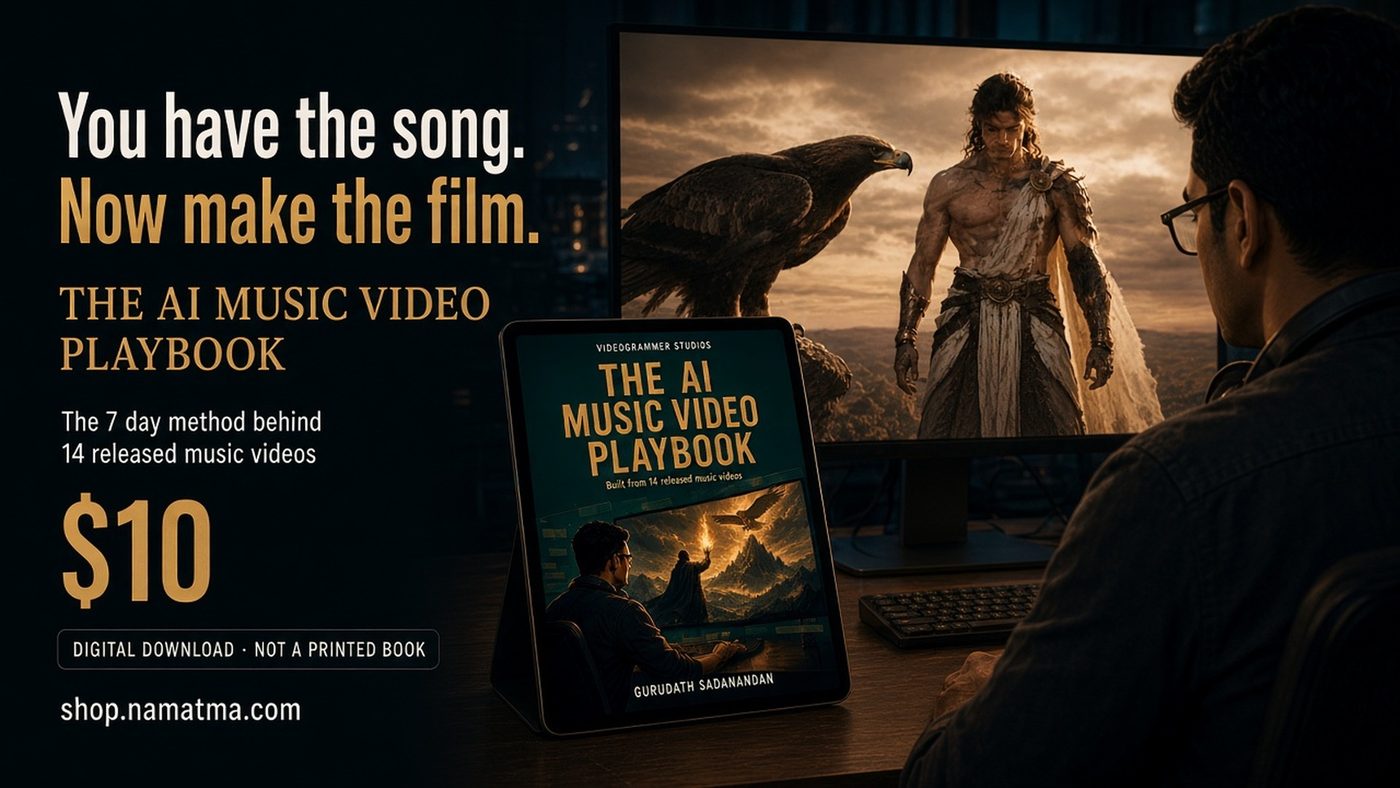 You have the song.
Now make the film.
THE AI MUSIC VIDEO
PLAYBOOK
The 7 day method behind
14 released music videos
$10
DIGITAL DOWNLOAD · NOT A PRINTED BOOK
shop.namatma.com
VIDEOGRAMMER STUDIOS
THE AI
MUSIC VIDEO
PLAYBOOK
Built from 14 released music videos
GURUDATH SADANANDAN